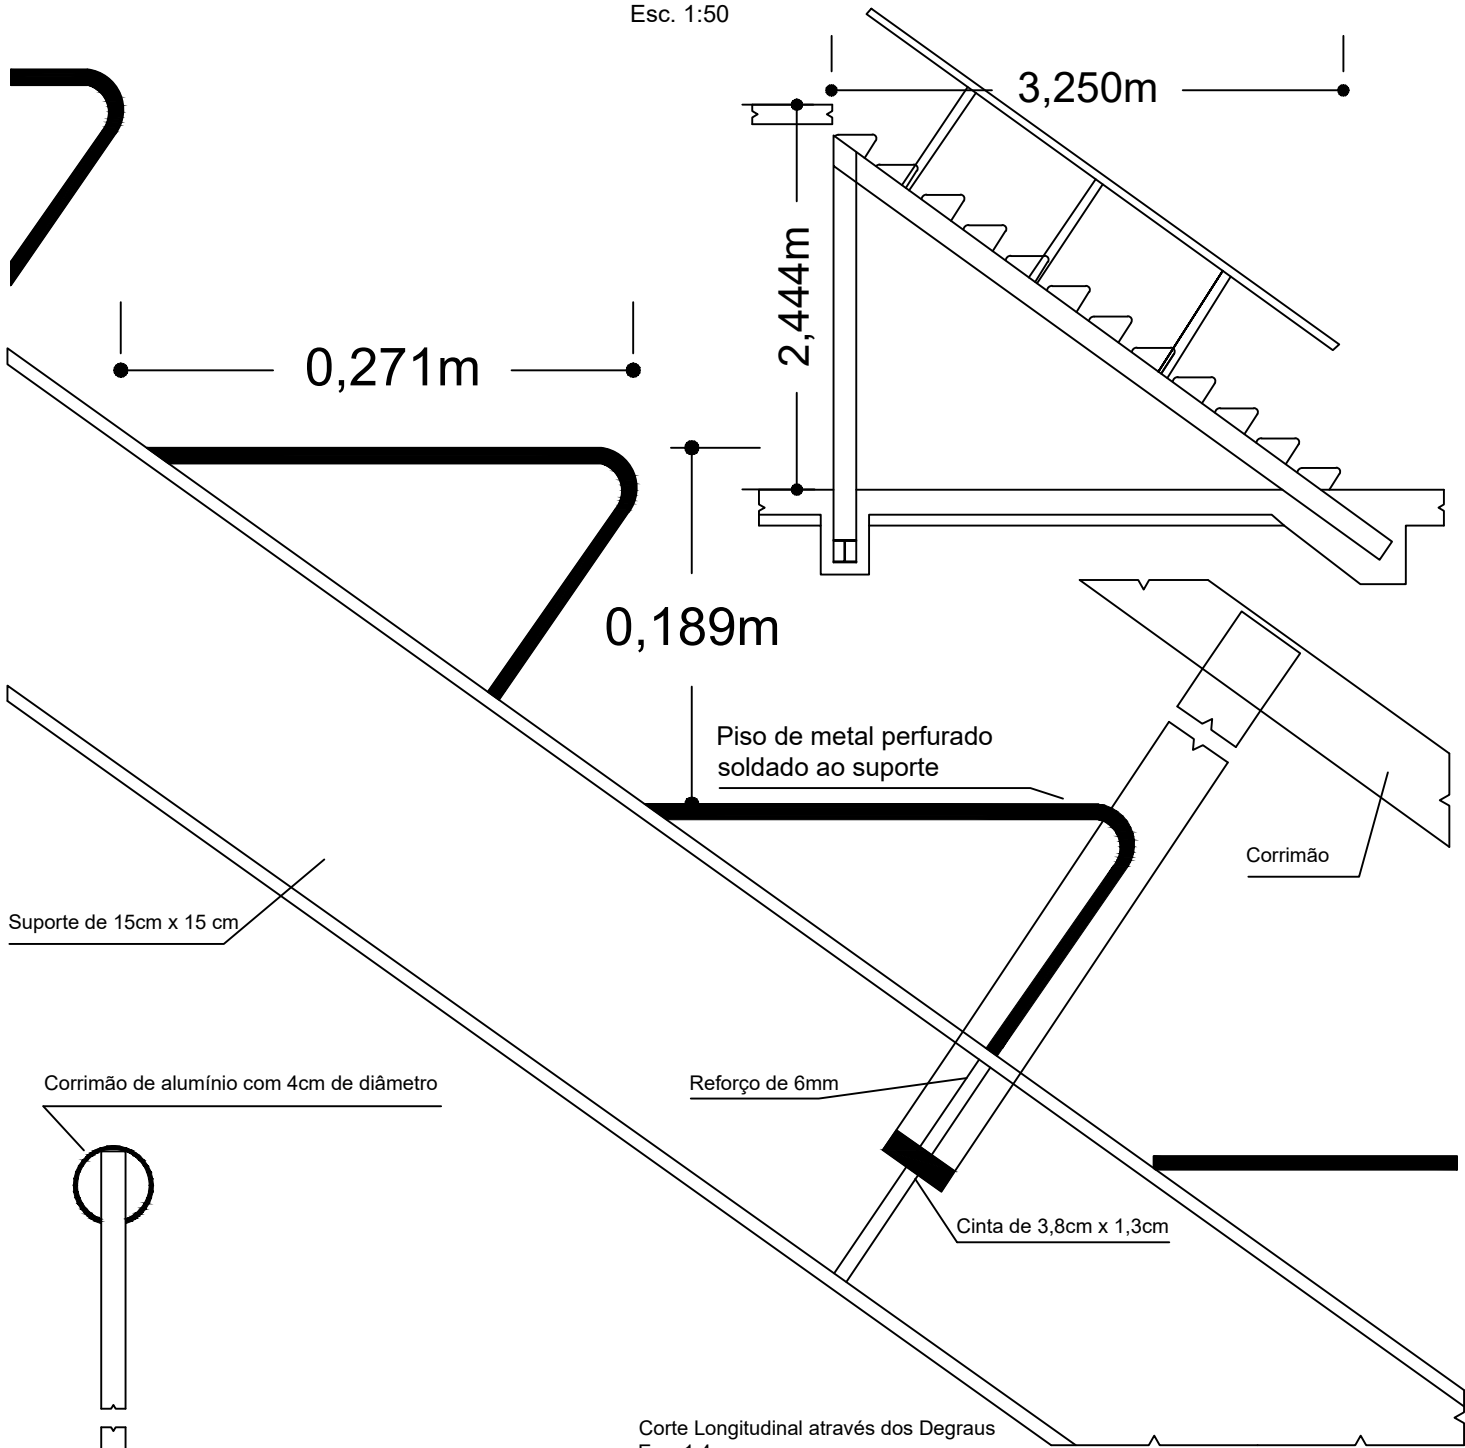 Esc. 1:50
3,250m
2,444m
0,271m
0,189m
Piso de metal perfurado
soldado ao suporte
Corrimão
Suporte de 15cm x 15 cm
Corrimão de alumínio com 4cm de diâmetro
Reforço de 6mm
Cinta de 3,8cm x 1,3cm
Corte Longitudinal através dos Degraus